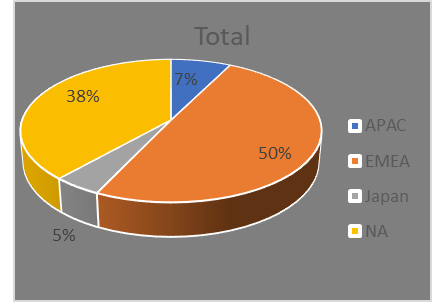 Total
7%
38%
50%
5%
APAC
EMEA
Japan
NA